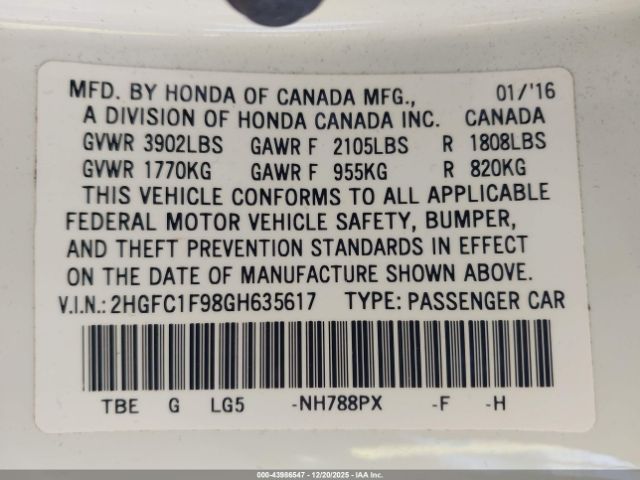 MFD. BY HONDA OF CANADA MFG., 01/'16
A DIVISION OF HONDA CANADA INC. CANADA
GVWR 3902LBS GAWR F 2105LBS R 1808LBS
GVWR 1770KG GAWR F 955KG R 820KG
THIS VEHICLE CONFORMS TO ALL APPLICABLE
FEDERAL MOTOR VEHICLE SAFETY, BUMPER,
AND THEFT PREVENTION STANDARDS IN EFFECT
ON THE DATE OF MANUFACTURE SHOWN ABOVE.
V.I.N.: 2HGFC1F98GH635617 TYPE: PASSENGER CAR
TBE G LG5 -NH788PX -F -H
000-43986547 - 12/20/2025 - IAA Inc.